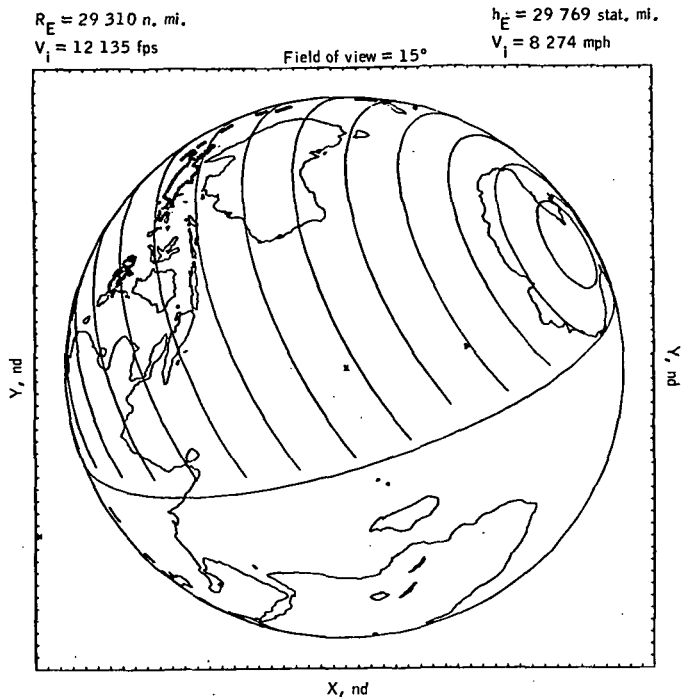 R_E = 29 310 n. mi.
h_E = 29 769 stat. mi.
V_i = 12 135 fps
V_i = 8 274 mph
Field of view = 15°
Y, nd
Y, nd
X, nd